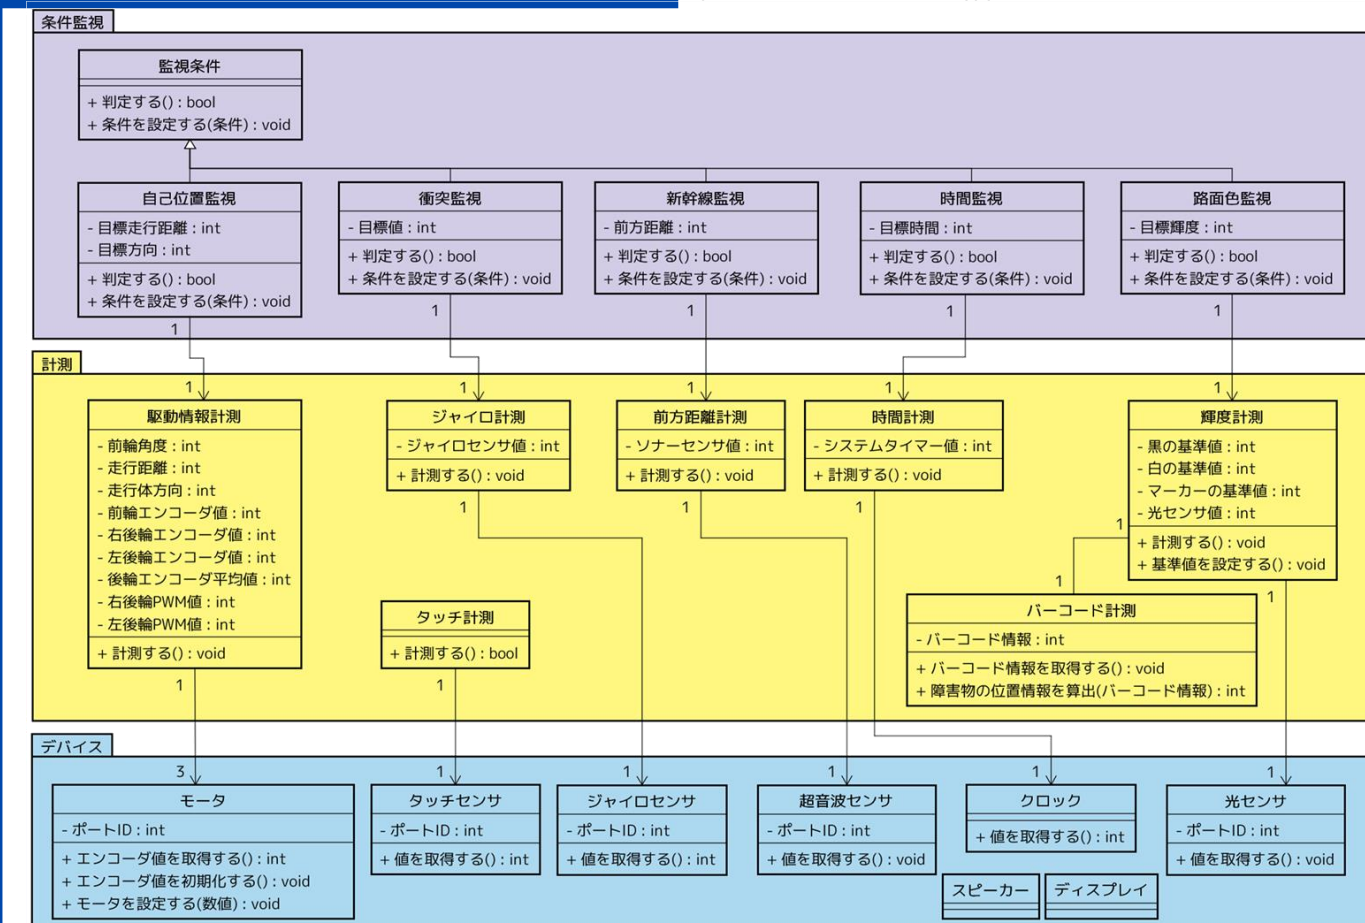 条件監視
監視条件
+ 判定する() : bool
+ 条件を設定する(条件) : void
自己位置監視
- 目標走行距離 : int
- 目標方向 : int
+ 判定する() : bool
+ 条件を設定する(条件) : void
1
衝突監視
- 目標値 : int
+ 判定する() : bool
+ 条件を設定する(条件) : void
1
新幹線監視
- 前方距離 : int
+ 判定する() : bool
+ 条件を設定する(条件) : void
1
時間監視
- 目標時間 : int
+ 判定する() : bool
+ 条件を設定する(条件) : void
1
路面色監視
- 目標輝度 : int
+ 判定する() : bool
+ 条件を設定する(条件) : void
1
計測
1
駆動情報計測
- 前輪角度 : int
- 走行距離 : int
- 走行体方向 : int
- 前輪エンコーダ値 : int
- 右後輪エンコーダ値 : int
- 左後輪エンコーダ値 : int
- 後輪エンコーダ平均値 : int
- 右後輪PWM値 : int
- 左後輪PWM値 : int
+ 計測する() : void
1
1
ジャイロ計測
- ジャイロセンサ値 : int
+ 計測する() : void
1
タッチ計測
+ 計測する() : bool
1
1
前方距離計測
- ソナーセンサ値 : int
+ 計測する() : void
1
1
時間計測
- システムタイマー値 : int
+ 計測する() : void
1
1
輝度計測
- 黒の基準値 : int
- 白の基準値 : int
- マーカーの基準値 : int
- 光センサ値 : int
+ 計測する() : void
+ 基準値を設定する() : void
1
1
1
バーコード計測
- バーコード情報 : int
+ バーコード情報を取得する() : void
+ 障害物の位置情報を算出(バーコード情報) : int
デバイス
3
モータ
- ポートID : int
+ エンコーダ値を取得する() : int
+ エンコーダ値を初期化する() : void
+ モータを設定する(数値) : void
1
タッチセンサ
- ポートID : int
+ 値を取得する() : int
1
ジャイロセンサ
- ポートID : int
+ 値を取得する() : int
1
超音波センサ
- ポートID : int
+ 値を取得する() : void
1
クロック
+ 値を取得する() : int
1
光センサ
- ポートID : int
+ 値を取得する() : void
スピーカー
ディスプレイ